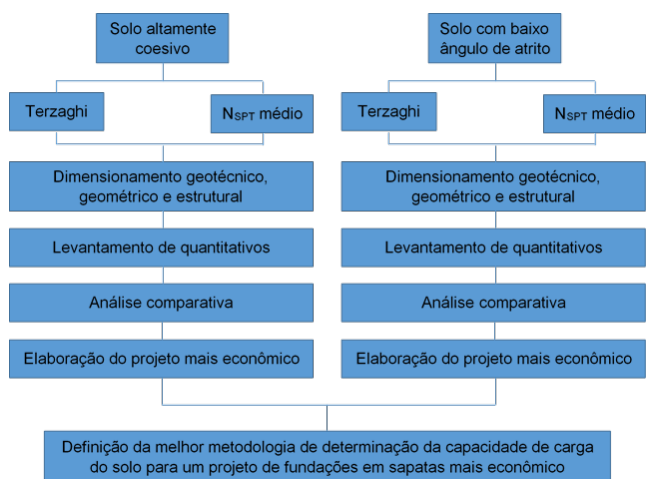 Solo altamente
coesivo
Solo com baixo
ângulo de atrito
Terzaghi
NSPT médio
Terzaghi
NSPT médio
Dimensionamento geotécnico,
geométrico e estrutural
Dimensionamento geotécnico,
geométrico e estrutural
Levantamento de quantitativos
Levantamento de quantitativos
Análise comparativa
Análise comparativa
Elaboração do projeto mais econômico
Elaboração do projeto mais econômico
Definição da melhor metodologia de determinação da capacidade de carga
do solo para um projeto de fundações em sapatas mais econômico